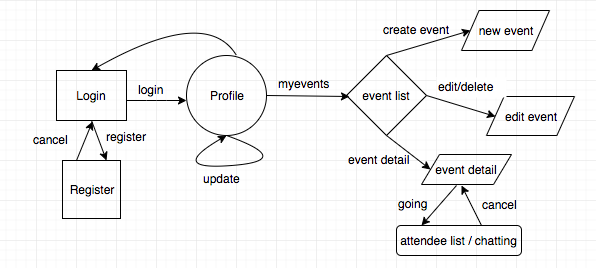 create event
new event
Login
login
Profile
myevents
event list
edit/delete
edit event
cancel
register
event detail
event detail
update
Register
going
cancel
attendee list / chatting